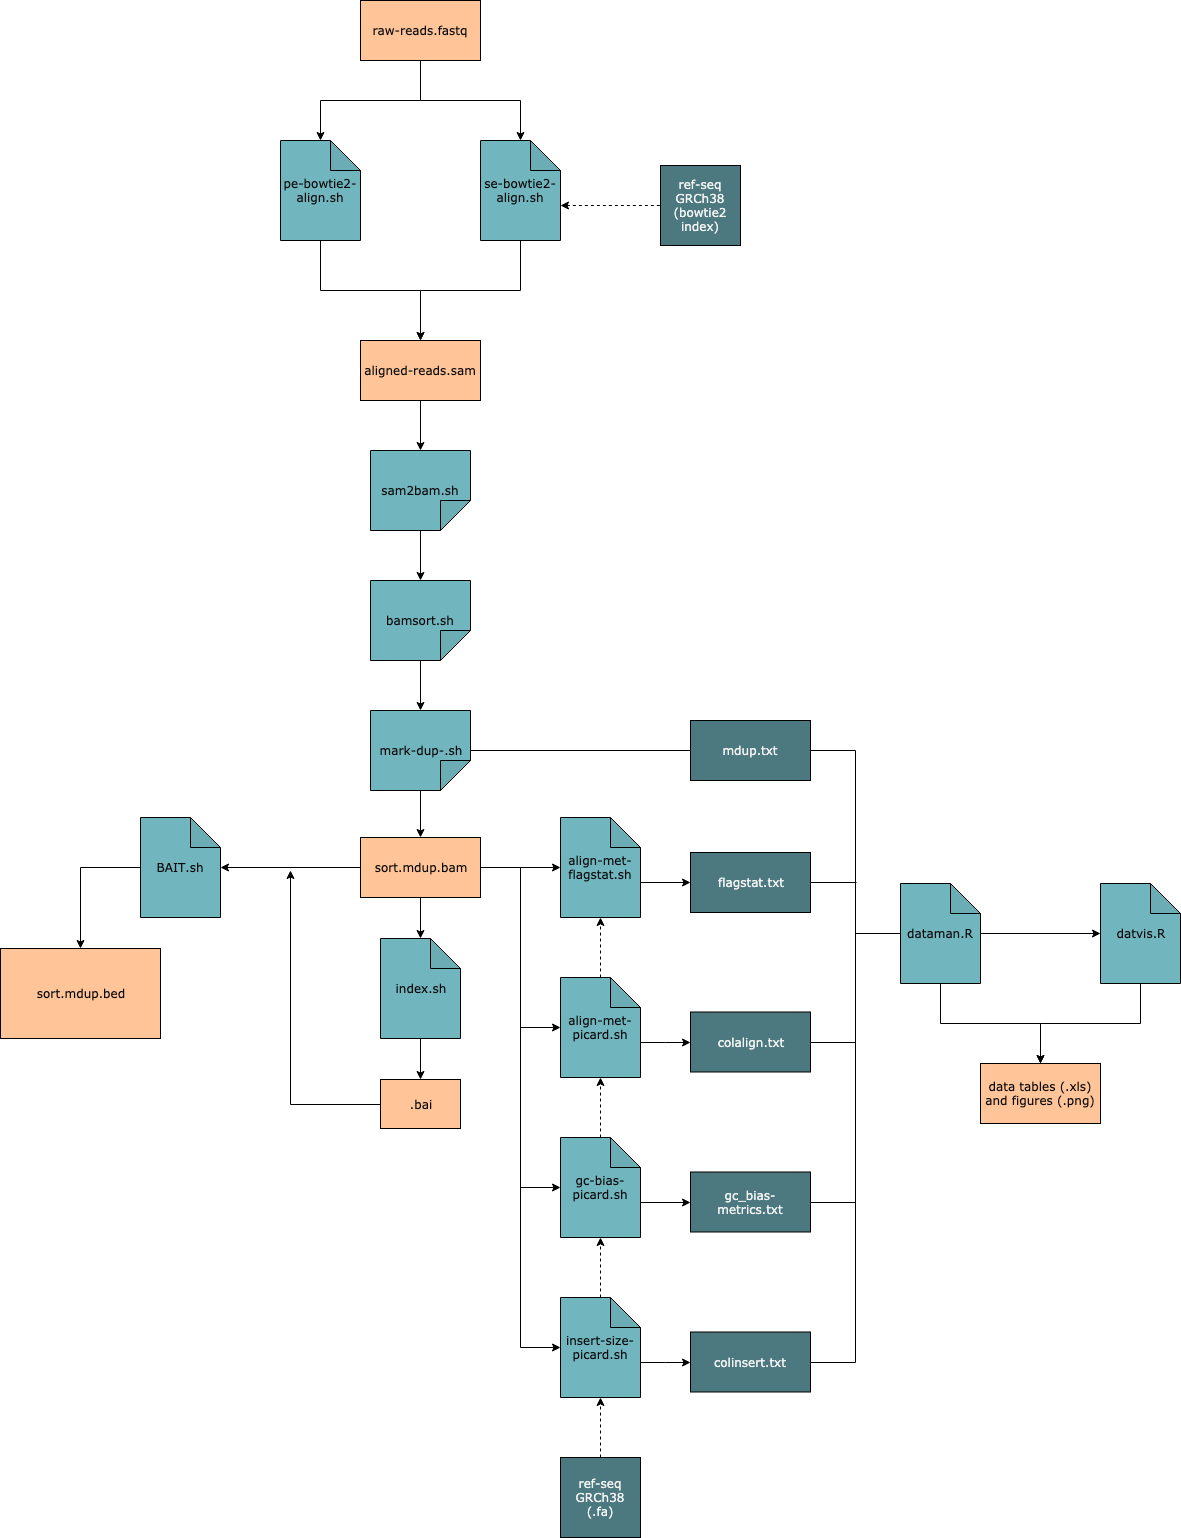 raw-reads.fastq
pe-bowtie2-
align.sh
se-bowtie2-
align.sh
ref-seq
GRCh38
(bowtie2
index)
aligned-reads.sam
sam2bam.sh
bamsort.sh
mark-dup-.sh
mdup.txt
BAIT.sh
sort.mdup.bam
align-met-
flagstat.sh
flagstat.txt
dataman.R
datvis.R
sort.mdup.bed
index.sh
align-met-
picard.sh
colalign.txt
data tables (.xls)
and figures (.png)
.bai
gc-bias-
picard.sh
gc_bias-
metrics.txt
insert-size-
picard.sh
colinsert.txt
ref-seq
GRCh38
(.fa)